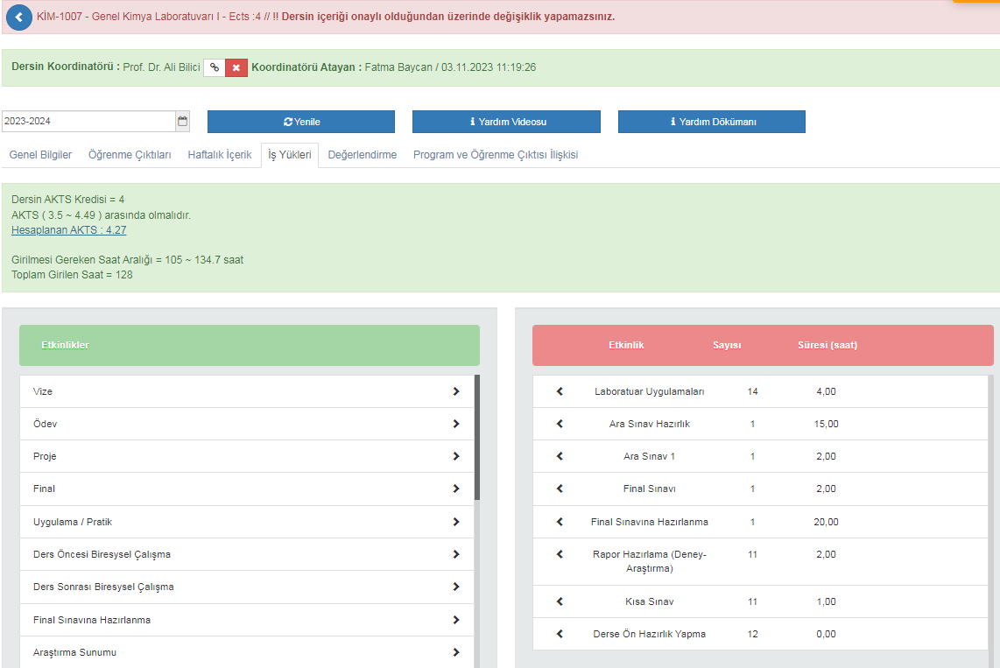 KİM-1007 - Genel Kimya Laboratuvarı I - Ects :4 // !! Dersin içeriği onaylı olduğundan üzerinde değişiklik yapamazsınız.
Dersin Koordinatörü : Prof. Dr. Ali Bilici Koordinatörü Atayan : Fatma Baycan / 03.11.2023 11:19:26
2023-2024 Yenile Yardım Videosu Yardım Dökümanı
Genel Bilgiler Öğrenme Çıktıları Haftalık İçerik İş Yükleri Değerlendirme Program ve Öğrenme Çıktısı İlişkisi
Dersin AKTS Kredisi = 4
AKTS ( 3.5 ~ 4.49 ) arasında olmalıdır.
Hesaplanan AKTS : 4.27
Girilmesi Gereken Saat Aralığı = 105 ~ 134.7 saat
Toplam Girilen Saat = 128
Etkinlikler
Vize
Ödev
Proje
Final
Uygulama / Pratik
Ders Öncesi Biresysel Çalışma
Ders Sonrası Biresysel Çalışma
Final Sınavına Hazırlanma
Araştırma Sunumu
Etkinlik Sayısı Süresi (saat)
Laboratuar Uygulamaları 14 4,00
Ara Sınav Hazırlık 1 15,00
Ara Sınav 1 1 2,00
Final Sınavı 1 2,00
Final Sınavına Hazırlanma 1 20,00
Rapor Hazırlama (Deney- 11 2,00
Araştırma)
Kısa Sınav 11 1,00
Derse Ön Hazırlık Yapma 12 0,00